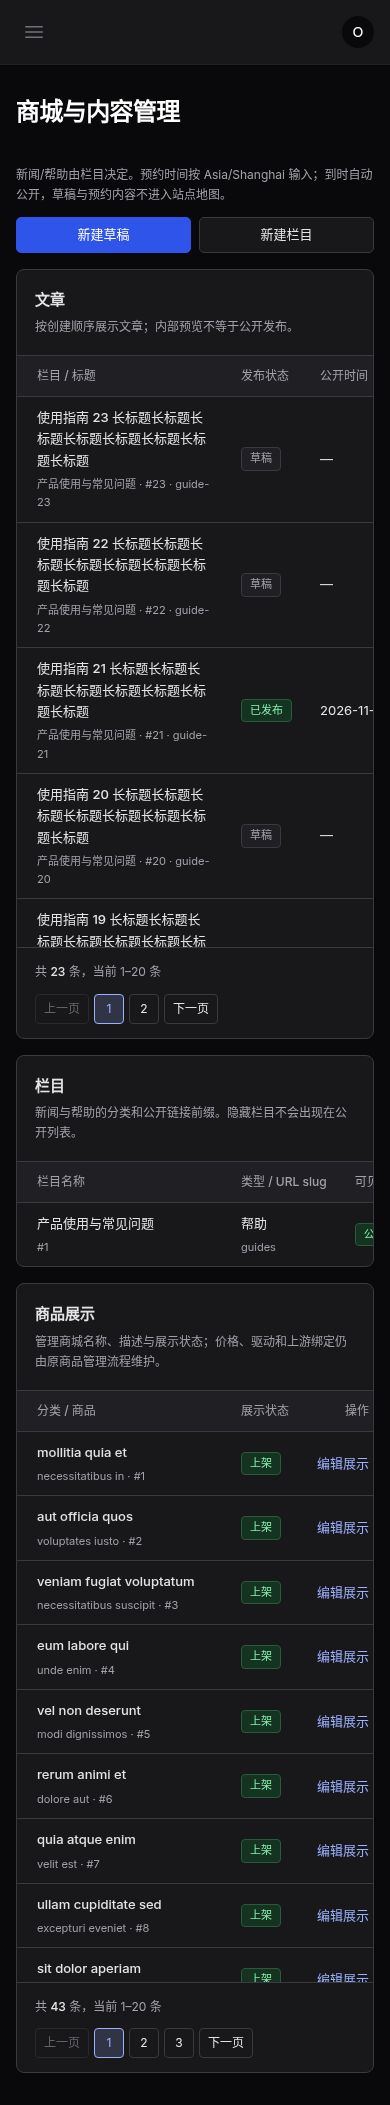 O
商城与内容管理
新闻/帮助由栏目决定。预约时间按 Asia/Shanghai 输入；到时自动
公开，草稿与预约内容不进入站点地图。
新建草稿 新建栏目
文章
按创建顺序展示文章；内部预览不等于公开发布。
栏目 / 标题 发布状态 公开时间
使用指南 23 长标题长标题长
标题长标题长标题长标题长标
题长标题
产品使用与常见问题 · #23 · guide-
23
草稿 —
使用指南 22 长标题长标题长
标题长标题长标题长标题长标
题长标题
产品使用与常见问题 · #22 · guide-
22
草稿 —
使用指南 21 长标题长标题长
标题长标题长标题长标题长标
题长标题
产品使用与常见问题 · #21 · guide-
21
已发布 2026-11-
使用指南 20 长标题长标题长
标题长标题长标题长标题长标
题长标题
产品使用与常见问题 · #20 · guide-
20
草稿 —
使用指南 19 长标题长标题长
标题长标题长标题长标题长标
共 23 条，当前 1–20 条
上一页 1 2 下一页
栏目
新闻与帮助的分类和公开链接前缀。隐藏栏目不会出现在公
开列表。
栏目名称 类型 / URL slug 可
产品使用与常见问题 帮助
#1 guides
公
商品展示
管理商城名称、描述与展示状态；价格、驱动和上游绑定仍
由原商品管理流程维护。
分类 / 商品 展示状态 操作
mollitia quia et
necessitatibus in · #1
上架 编辑展示
aut officia quos
voluptates iusto · #2
上架 编辑展示
veniam fugiat voluptatum
necessitatibus suscipit · #3
上架 编辑展示
eum labore qui
unde enim · #4
上架 编辑展示
vel non deserunt
modi dignissimos · #5
上架 编辑展示
rerum animi et
dolore aut · #6
上架 编辑展示
quia atque enim
velit est · #7
上架 编辑展示
ullam cupiditate sed
excepturi eveniet · #8
上架 编辑展示
sit dolor aperiam
上架 编辑展示
共 43 条，当前 1–20 条
上一页 1 2 3 下一页